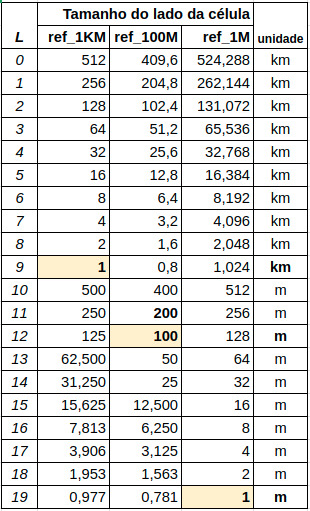 Tamanho do lado da célula
L ref_1KM ref_100M ref_1M unidade
0 512 409,6 524,288 km
1 256 204,8 262,144 km
2 128 102,4 131,072 km
3 64 51,2 65,536 km
4 32 25,6 32,768 km
5 16 12,8 16,384 km
6 8 6,4 8,192 km
7 4 3,2 4,096 km
8 2 1,6 2,048 km
9 1 0,8 1,024 km
10 500 400 512 m
11 250 200 256 m
12 125 100 128 m
13 62,500 50 64 m
14 31,250 25 32 m
15 15,625 12,500 16 m
16 7,813 6,250 8 m
17 3,906 3,125 4 m
18 1,953 1,563 2 m
19 0,977 0,781 1 m